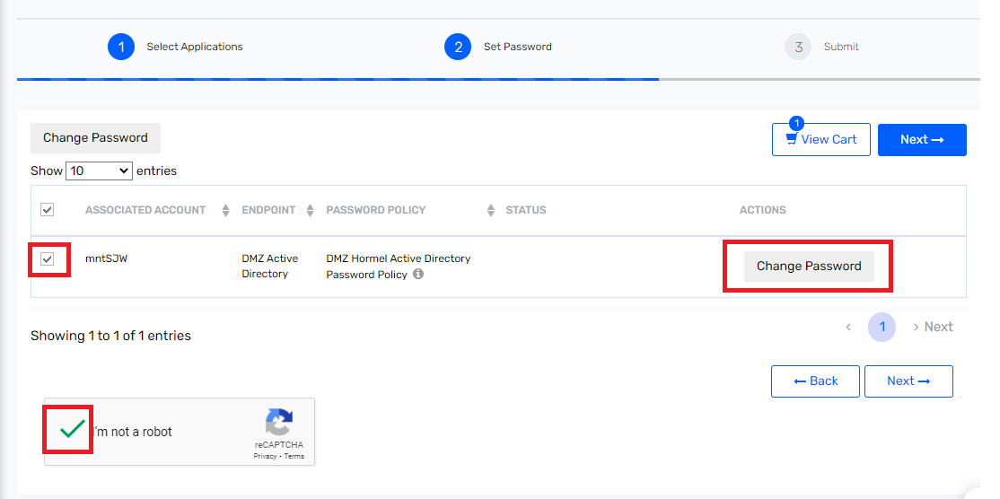 1 Select Applications 2 Set Password 3 Submit
Change Password
1
View Cart Next →
Show 10 entries
ASSOCIATED ACCOUNT ENDPOINT PASSWORD POLICY STATUS ACTIONS
mntSJW DMZ Active DMZ Hormel Active Directory Change Password
Directory Password Policy
Showing 1 to 1 of 1 entries
‹ 1 › Next
← Back Next →
I'm not a robot
reCAPTCHA
Privacy - Terms